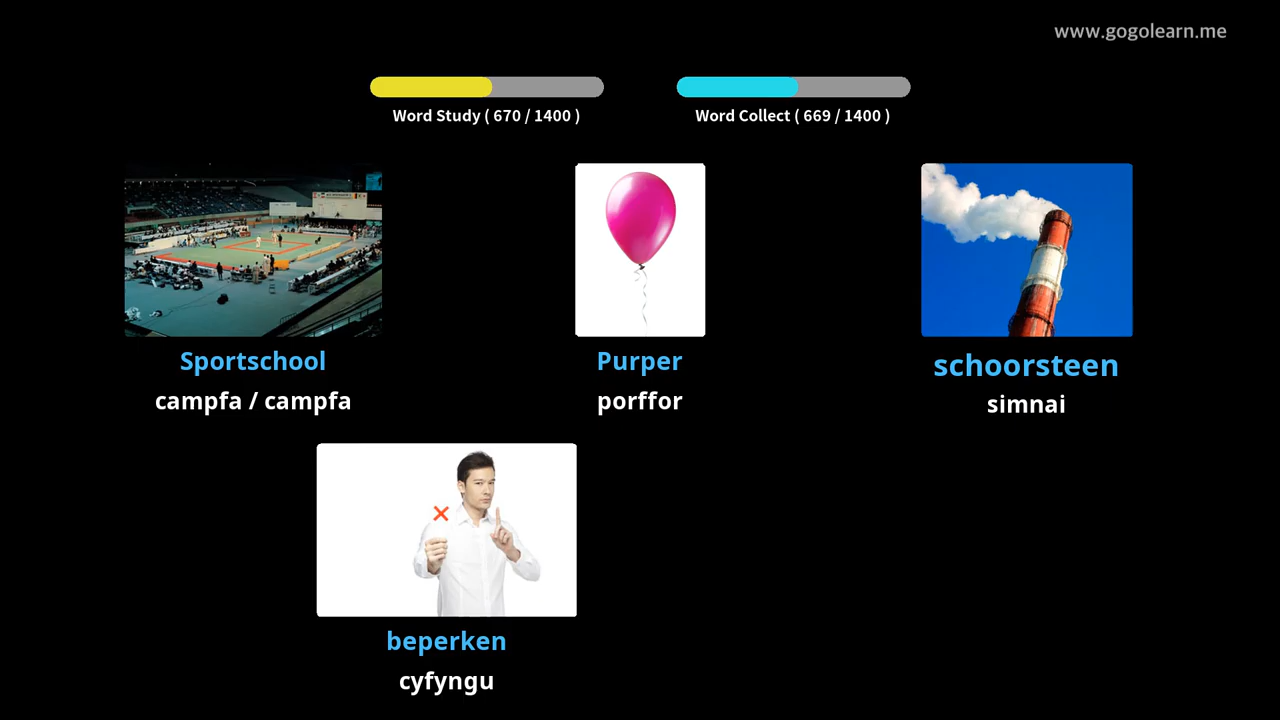 www.gogolearn.me
Word Study ( 670 / 1400 )
Word Collect ( 669 / 1400 )
Sportschool
campfa / campfa
Purper
porffor
schoorsteen
simnai
beperken
cyfyngu